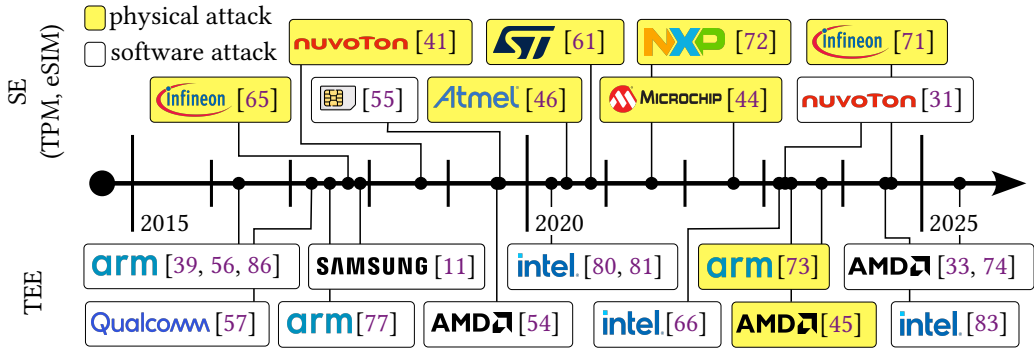 physical attack
software attack
SE
(TPM, eSIM)
nuvoTon [41]
ST [61]
NXP [72]
infineon [71]
infineon [65]
[55]
Atmel [46]
MICROCHIP [44]
nuvoTon [31]
2015
2020
2025
TEE
arm [39, 56, 86]
SAMSUNG [11]
intel. [80, 81]
arm [73]
AMD [33, 74]
Qualcomm [57]
arm [77]
AMD [54]
intel. [66]
AMD [45]
intel. [83]